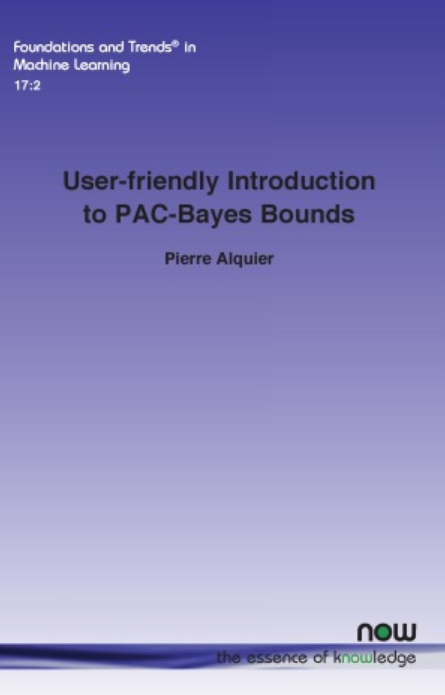 Foundations and Trends® in
Machine Learning
17:2
User-friendly Introduction
to PAC-Bayes Bounds
Pierre Alquier
now
the essence of knowledge